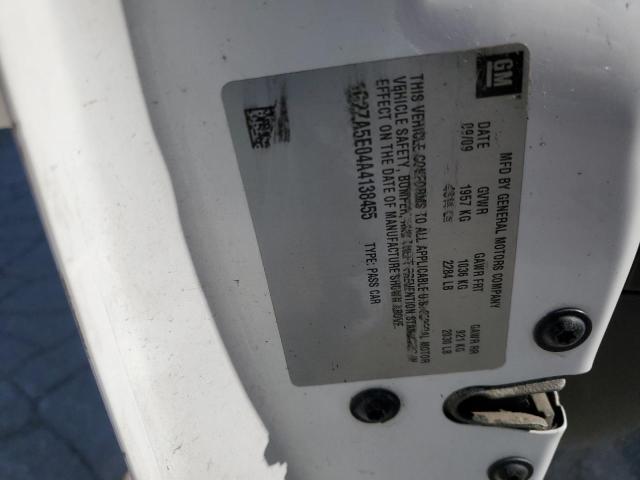 GM
MFD BY GENERAL MOTORS COMPANY
DATE GVWR GAWR FRT GAWR RR
09/09 1957 KG 1036 KG 921 KG
2284 LB 2030 LB
THIS VEHICLE CONFORMS TO ALL APPLICABLE U.S. FEDERAL MOTOR
VEHICLE SAFETY, BUMPER, AND THEFT PREVENTION STANDARDS IN
EFFECT ON THE DATE OF MANUFACTURE SHOWN ABOVE.
1G2ZA5E04A4138455 TYPE: PASS CAR